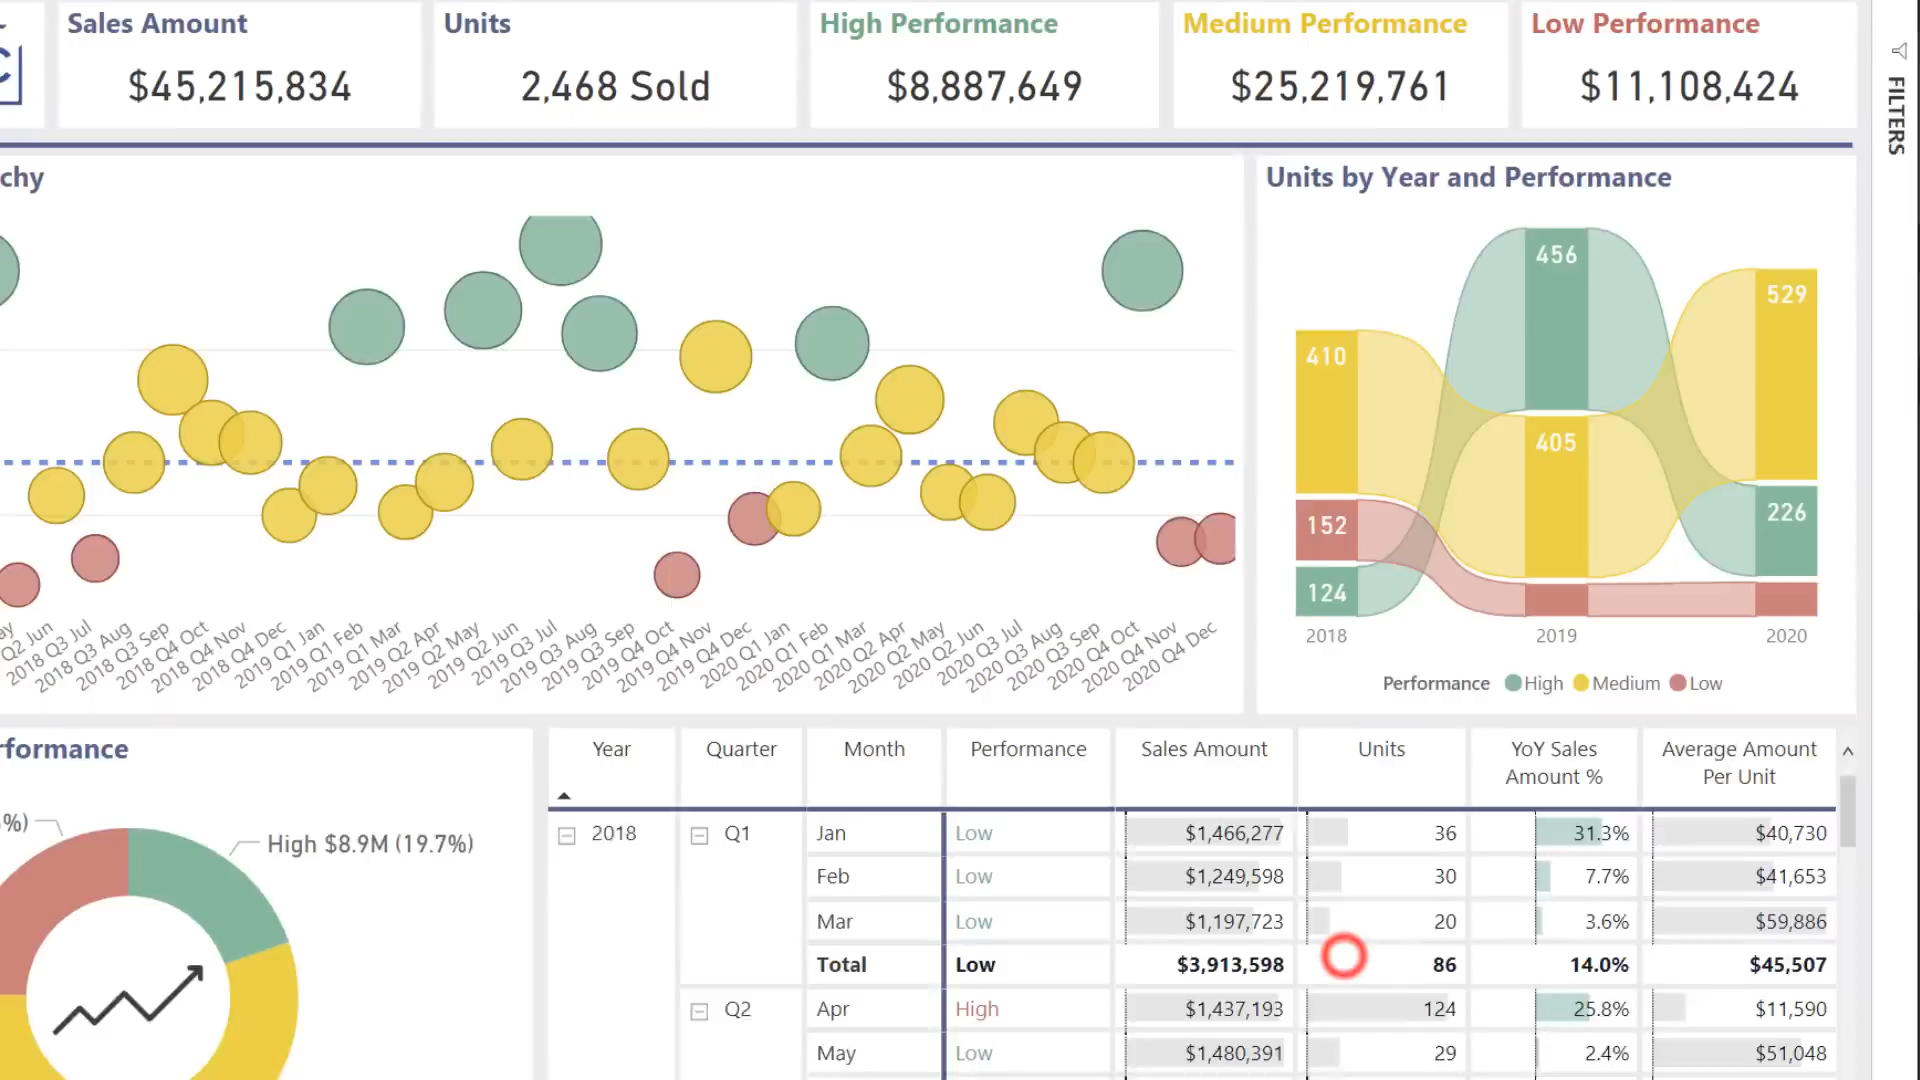 Sales Amount
$45,215,834
Units
2,468 Sold
High Performance
$8,887,649
Medium Performance
$25,219,761
Low Performance
$11,108,424
FILTERS
chy
Q2 Jun
2018 Q3 Jul
2018 Q3 Aug
2018 Q3 Sep
2018 Q4 Oct
2018 Q4 Nov
2018 Q4 Dec
2019 Q1 Jan
2019 Q1 Feb
2019 Q1 Mar
2019 Q2 Apr
2019 Q2 May
2019 Q2 Jun
2019 Q3 Jul
2019 Q3 Aug
2019 Q3 Sep
2019 Q4 Oct
2019 Q4 Nov
2019 Q4 Dec
2020 Q1 Jan
2020 Q1 Feb
2020 Q1 Mar
2020 Q2 Apr
2020 Q2 May
2020 Q2 Jun
2020 Q3 Jul
2020 Q3 Aug
2020 Q3 Sep
2020 Q4 Oct
2020 Q4 Nov
2020 Q4 Dec
Units by Year and Performance
456
529
410
405
226
152
124
2018 2019 2020
Performance High Medium Low
rformance
%)
High $8.9M (19.7%)
Year Quarter Month Performance Sales Amount Units YoY Sales Amount % Average Amount Per Unit
2018 Q1 Jan Low $1,466,277 36 31.3% $40,730
Feb Low $1,249,598 30 7.7% $41,653
Mar Low $1,197,723 20 3.6% $59,886
Total Low $3,913,598 86 14.0% $45,507
Q2 Apr High $1,437,193 124 25.8% $11,590
May Low $1,480,391 29 2.4% $51,048